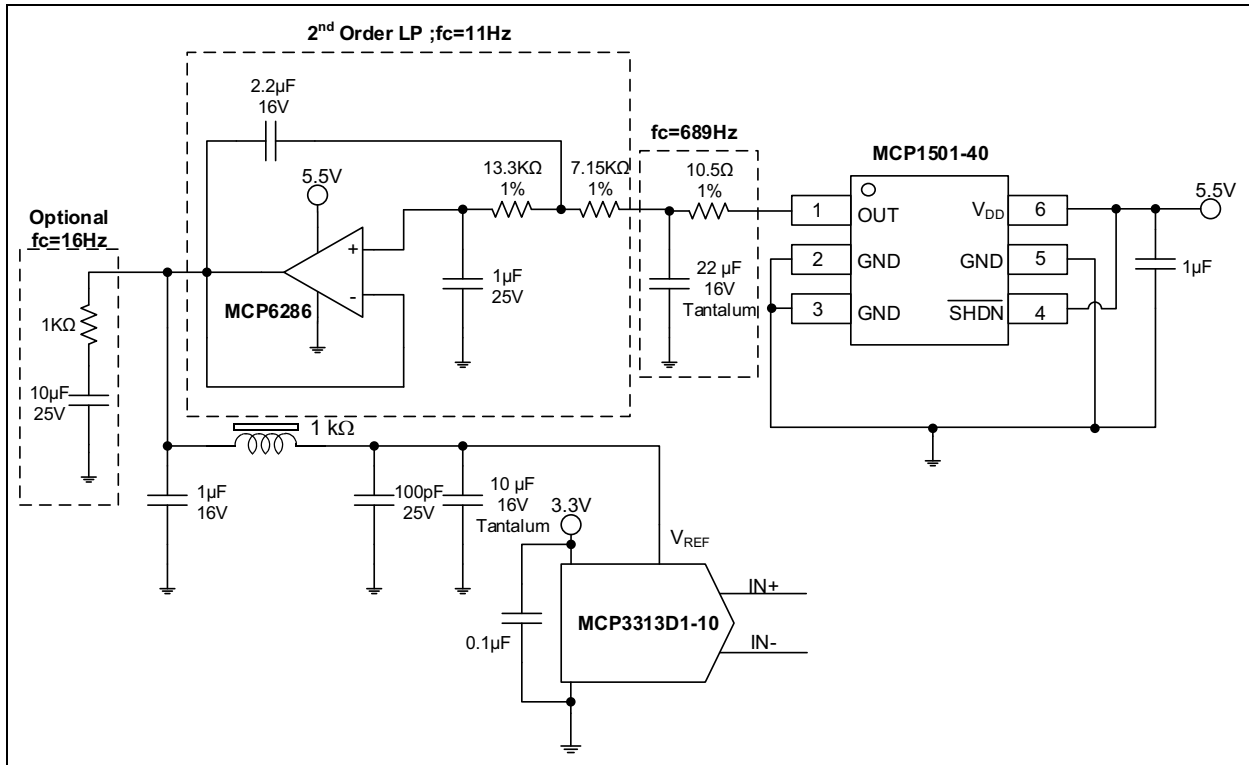 2nd Order LP ;fc=11Hz
2.2µF
16V
fc=689Hz
MCP1501-40
5.5V
13.3KΩ
1%
7.15KΩ
1%
10.5Ω
1%
5.5V
Optional
fc=16Hz
1
OUT
VDD
6
+
-
MCP6286
1µF
25V
22 µF
16V
Tantalum
2
GND
GND
5
1µF
3
GND
SHDN
4
1KΩ
10µF
25V
1 kΩ
1µF
16V
100pF
25V
10 µF
16V
Tantalum
3.3V
VREF
0.1µF
MCP3313D1-10
IN+
IN-